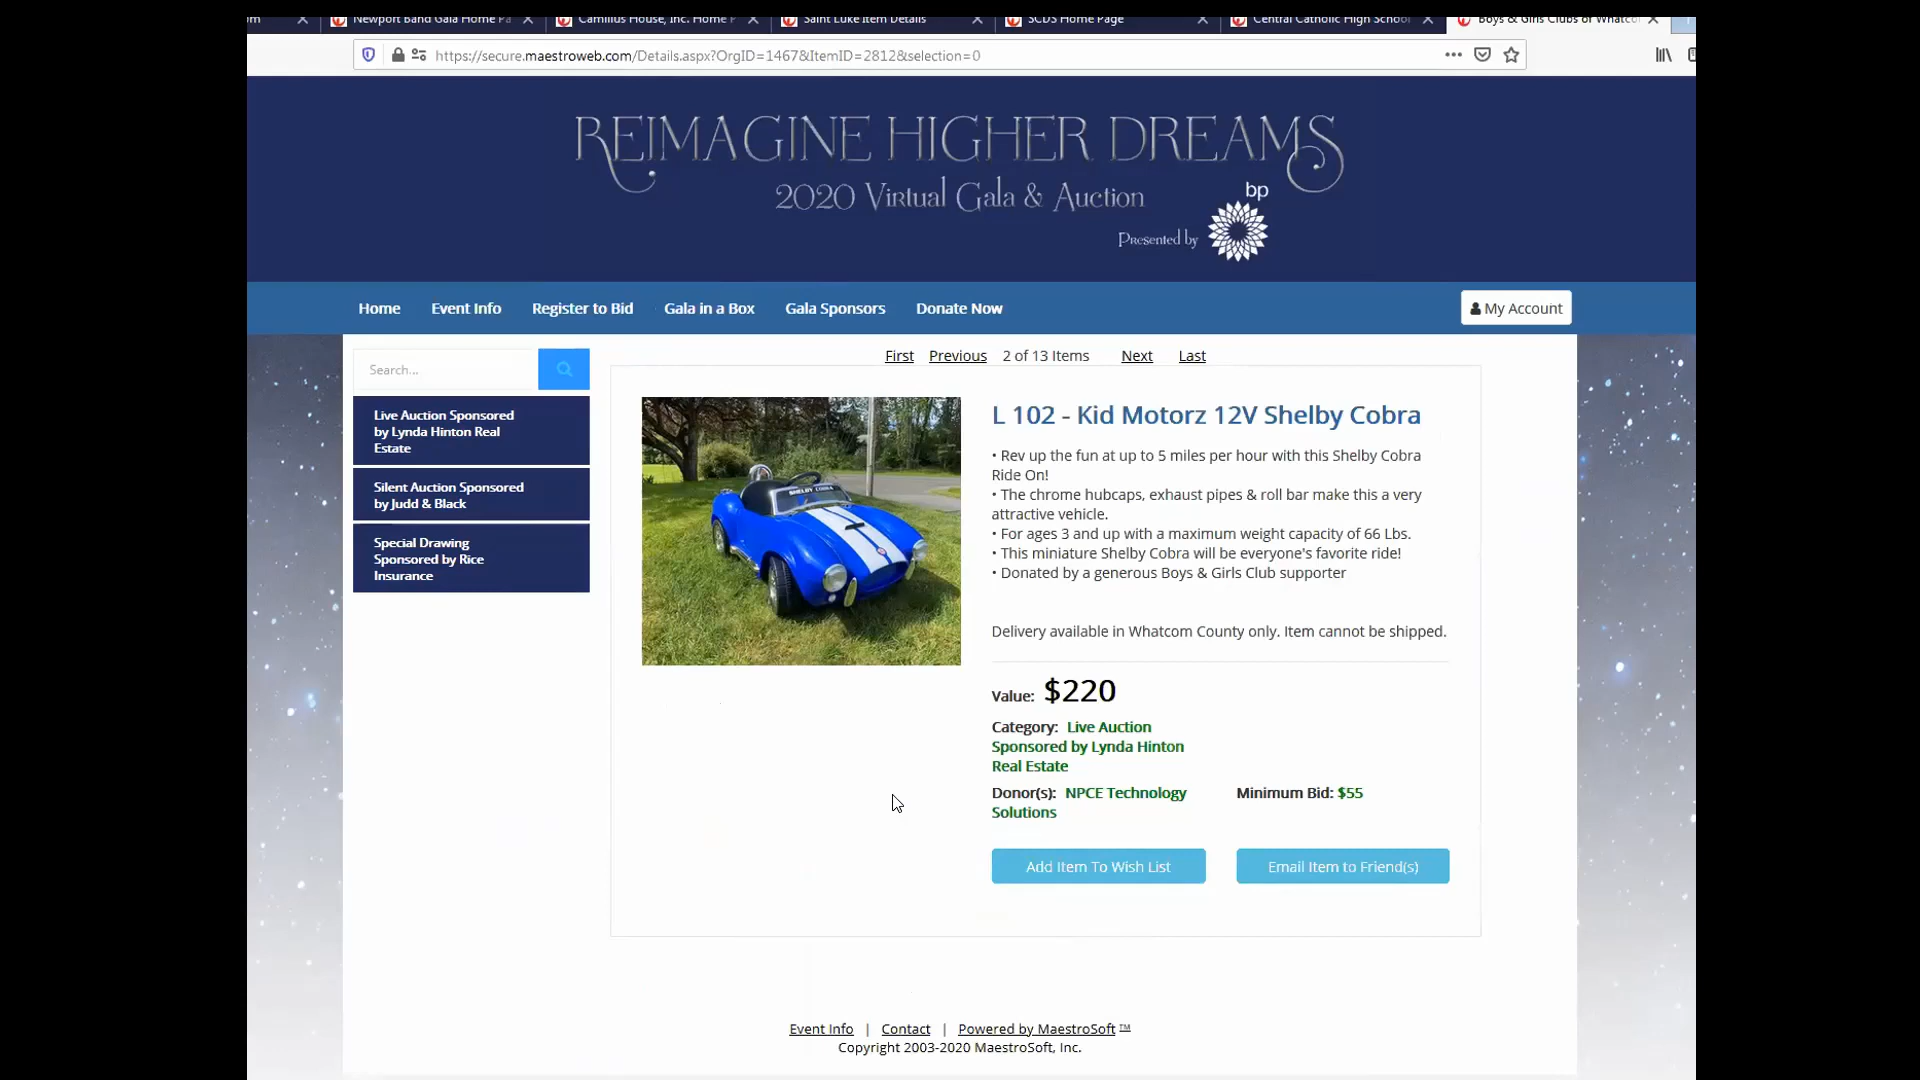 Newport Band Gala Home Pa
Camillus House, Inc. Home P
Saint Luke Item Details
SCDS Home Page
Central Catholic High School
Boys & Girls Clubs of Whatco
https://secure.maestroweb.com/Details.aspx?OrgID=1467&ItemID=2812&selection=0
REIMAGINE HIGHER DREAMS
2020 Virtual Gala & Auction
bp
Presented by
Home
Event Info
Register to Bid
Gala in a Box
Gala Sponsors
Donate Now
My Account
Search...
Live Auction Sponsored
by Lynda Hinton Real
Estate
Silent Auction Sponsored
by Judd & Black
Special Drawing
Sponsored by Rice
Insurance
First Previous 2 of 13 Items Next Last
SHELBY COBRA
L 102 - Kid Motorz 12V Shelby Cobra
• Rev up the fun at up to 5 miles per hour with this Shelby Cobra
Ride On!
• The chrome hubcaps, exhaust pipes & roll bar make this a very
attractive vehicle.
• For ages 3 and up with a maximum weight capacity of 66 Lbs.
• This miniature Shelby Cobra will be everyone's favorite ride!
• Donated by a generous Boys & Girls Club supporter
Delivery available in Whatcom County only. Item cannot be shipped.
Value: $220
Category: Live Auction
Sponsored by Lynda Hinton
Real Estate
Donor(s): NPCE Technology
Solutions
Minimum Bid: $55
Add Item To Wish List
Email Item to Friend(s)
Event Info | Contact | Powered by MaestroSoft ™
Copyright 2003-2020 MaestroSoft, Inc.